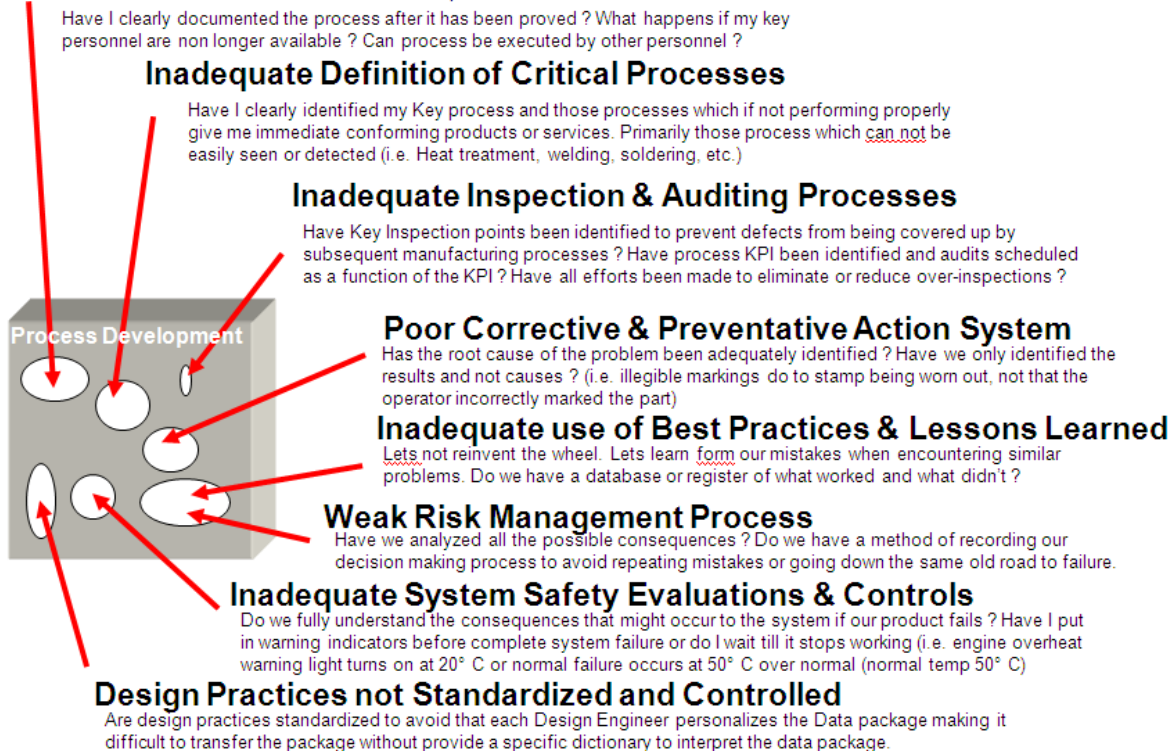 Have I clearly documented the process after it has been proved ? What happens if my key
personnel are non longer available ? Can process be executed by other personnel ?
Inadequate Definition of Critical Processes
Have I clearly identified my Key process and those processes which if not performing properly
give me immediate conforming products or services. Primarily those process which can not be
easily seen or detected (i.e. Heat treatment, welding, soldering, etc.)
Inadequate Inspection & Auditing Processes
Have Key Inspection points been identified to prevent defects from being covered up by
subsequent manufacturing processes ? Have process KPI been identified and audits scheduled
as a function of the KPI ? Have all efforts been made to eliminate or reduce over-inspections ?
Process Development
Poor Corrective & Preventative Action System
Has the root cause of the problem been adequately identified ? Have we only identified the
results and not causes ? (i.e. illegible markings do to stamp being worn out, not that the
operator incorrectly marked the part)
Inadequate use of Best Practices & Lessons Learned
Lets not reinvent the wheel. Lets learn form our mistakes when encountering similar
problems. Do we have a database or register of what worked and what didn't ?
Weak Risk Management Process
Have we analyzed all the possible consequences ? Do we have a method of recording our
decision making process to avoid repeating mistakes or going down the same old road to failure.
Inadequate System Safety Evaluations & Controls
Do we fully understand the consequences that might occur to the system if our product fails ? Have I put
in warning indicators before complete system failure or do I wait till it stops working (i.e. engine overheat
warning light turns on at 20° C or normal failure occurs at 50° C over normal (normal temp 50° C)
Design Practices not Standardized and Controlled
Are design practices standardized to avoid that each Design Engineer personalizes the Data package making it
difficult to transfer the package without provide a specific dictionary to interpret the data package.